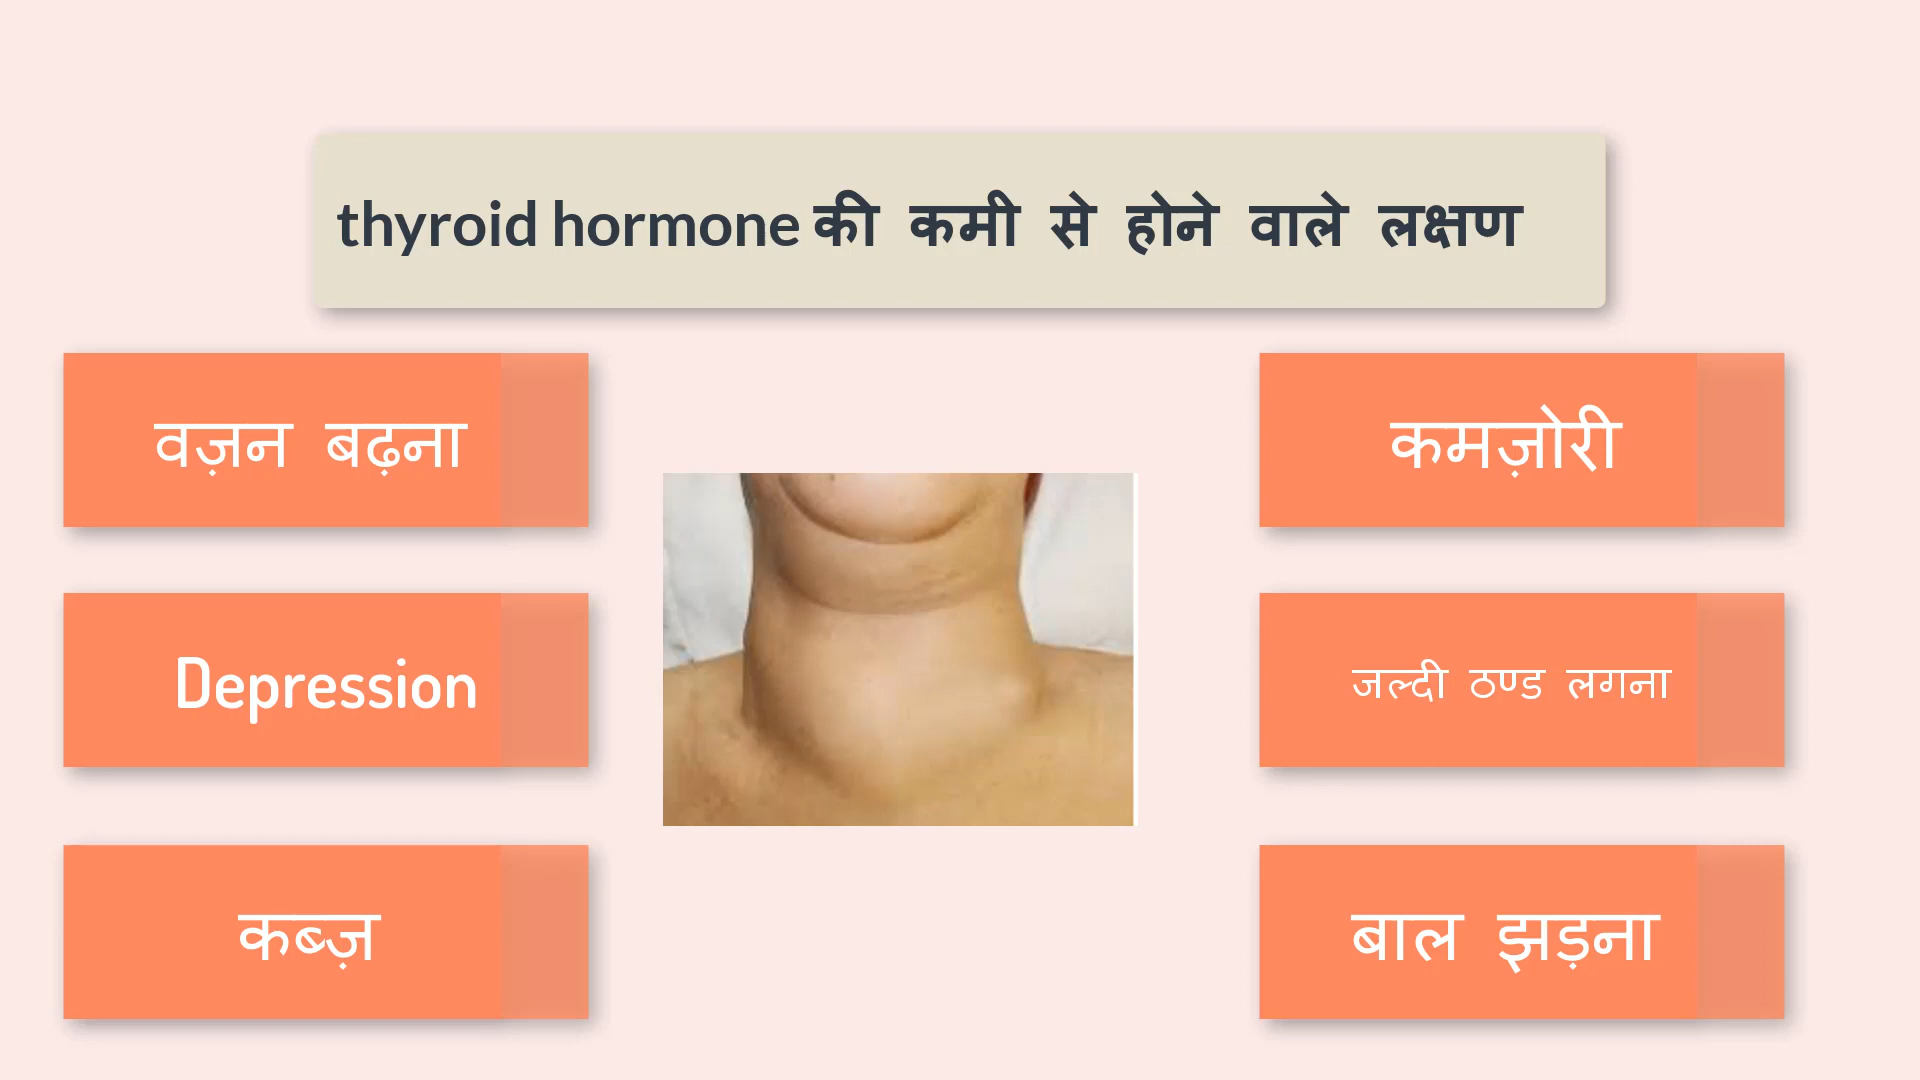 thyroid hormone की कमी से होने वाले लक्षण
वज़न बढ़ना
कमज़ोरी
Depression
जल्दी ठण्ड लगना
कब्ज़
बाल झड़ना